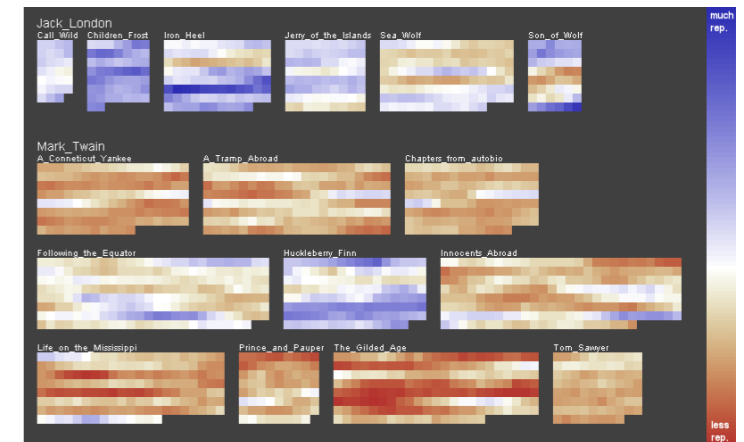 much
rep.
Jack_London
Call_Wild Children_Frost Iron_Heel Jerry_of_the_Islands Sea_Wolf Son_of_Wolf
Mark_Twain
A_Conneticut_Yankee A_Tramp_Abroad Chapters_from_autobio
Following_the_Equator Huckleberry_Finn Innocents_Abroad
Life_on_the_Mississippi Prince_and_Pauper The_Gilded_Age Tom_Sawyer
less
rep.